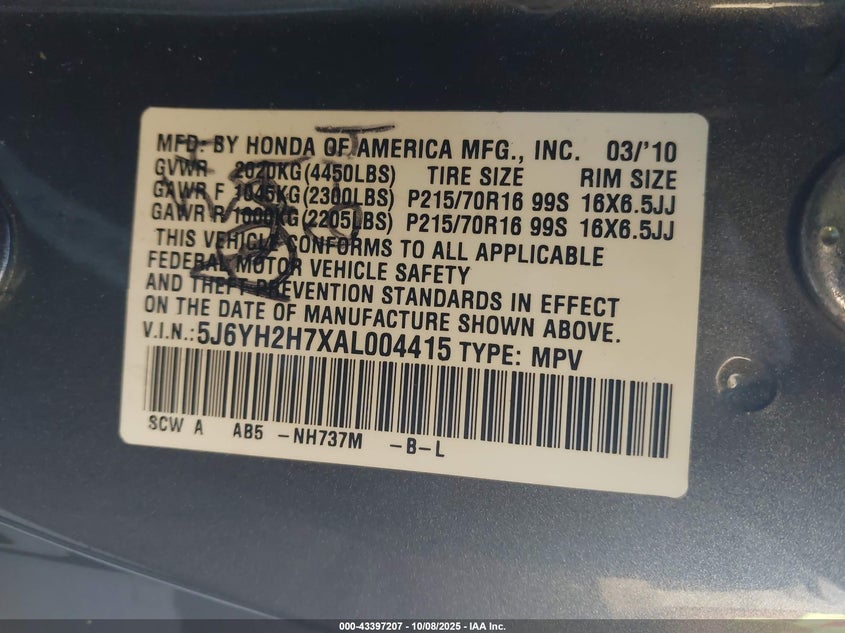 MFD. BY HONDA OF AMERICA MFG., INC. 03/'10
GVWR 2020KG(4450LBS) TIRE SIZE RIM SIZE
GAWR F 1045KG(2300LBS) P215/70R16 99S 16X6.5JJ
GAWR R 1000KG(2205LBS) P215/70R16 99S 16X6.5JJ
THIS VEHICLE CONFORMS TO ALL APPLICABLE
FEDERAL MOTOR VEHICLE SAFETY
AND THEFT PREVENTION STANDARDS IN EFFECT
ON THE DATE OF MANUFACTURE SHOWN ABOVE.
V.I.N.: 5J6YH2H7XAL004415 TYPE: MPV
SCW A AB5 -NH737M -B-L
000-43397207 - 10/08/2025 - IAA Inc.